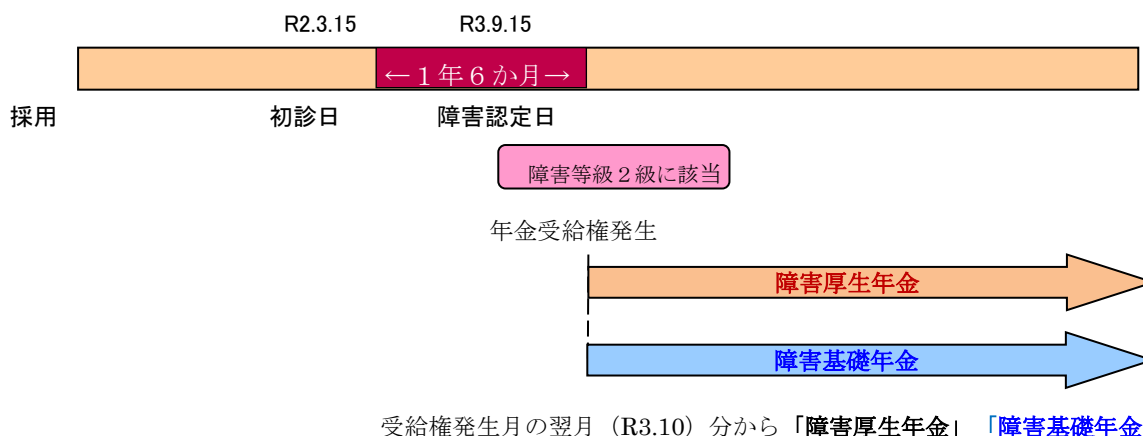 R2.3.15 R3.9.15
←1年6か月→
採用 初診日 障害認定日
障害等級2級に該当
年金受給権発生
障害厚生年金
障害基礎年金
受給権発生月の翌月（R3.10）分から「障害厚生年金」「障害基礎年金